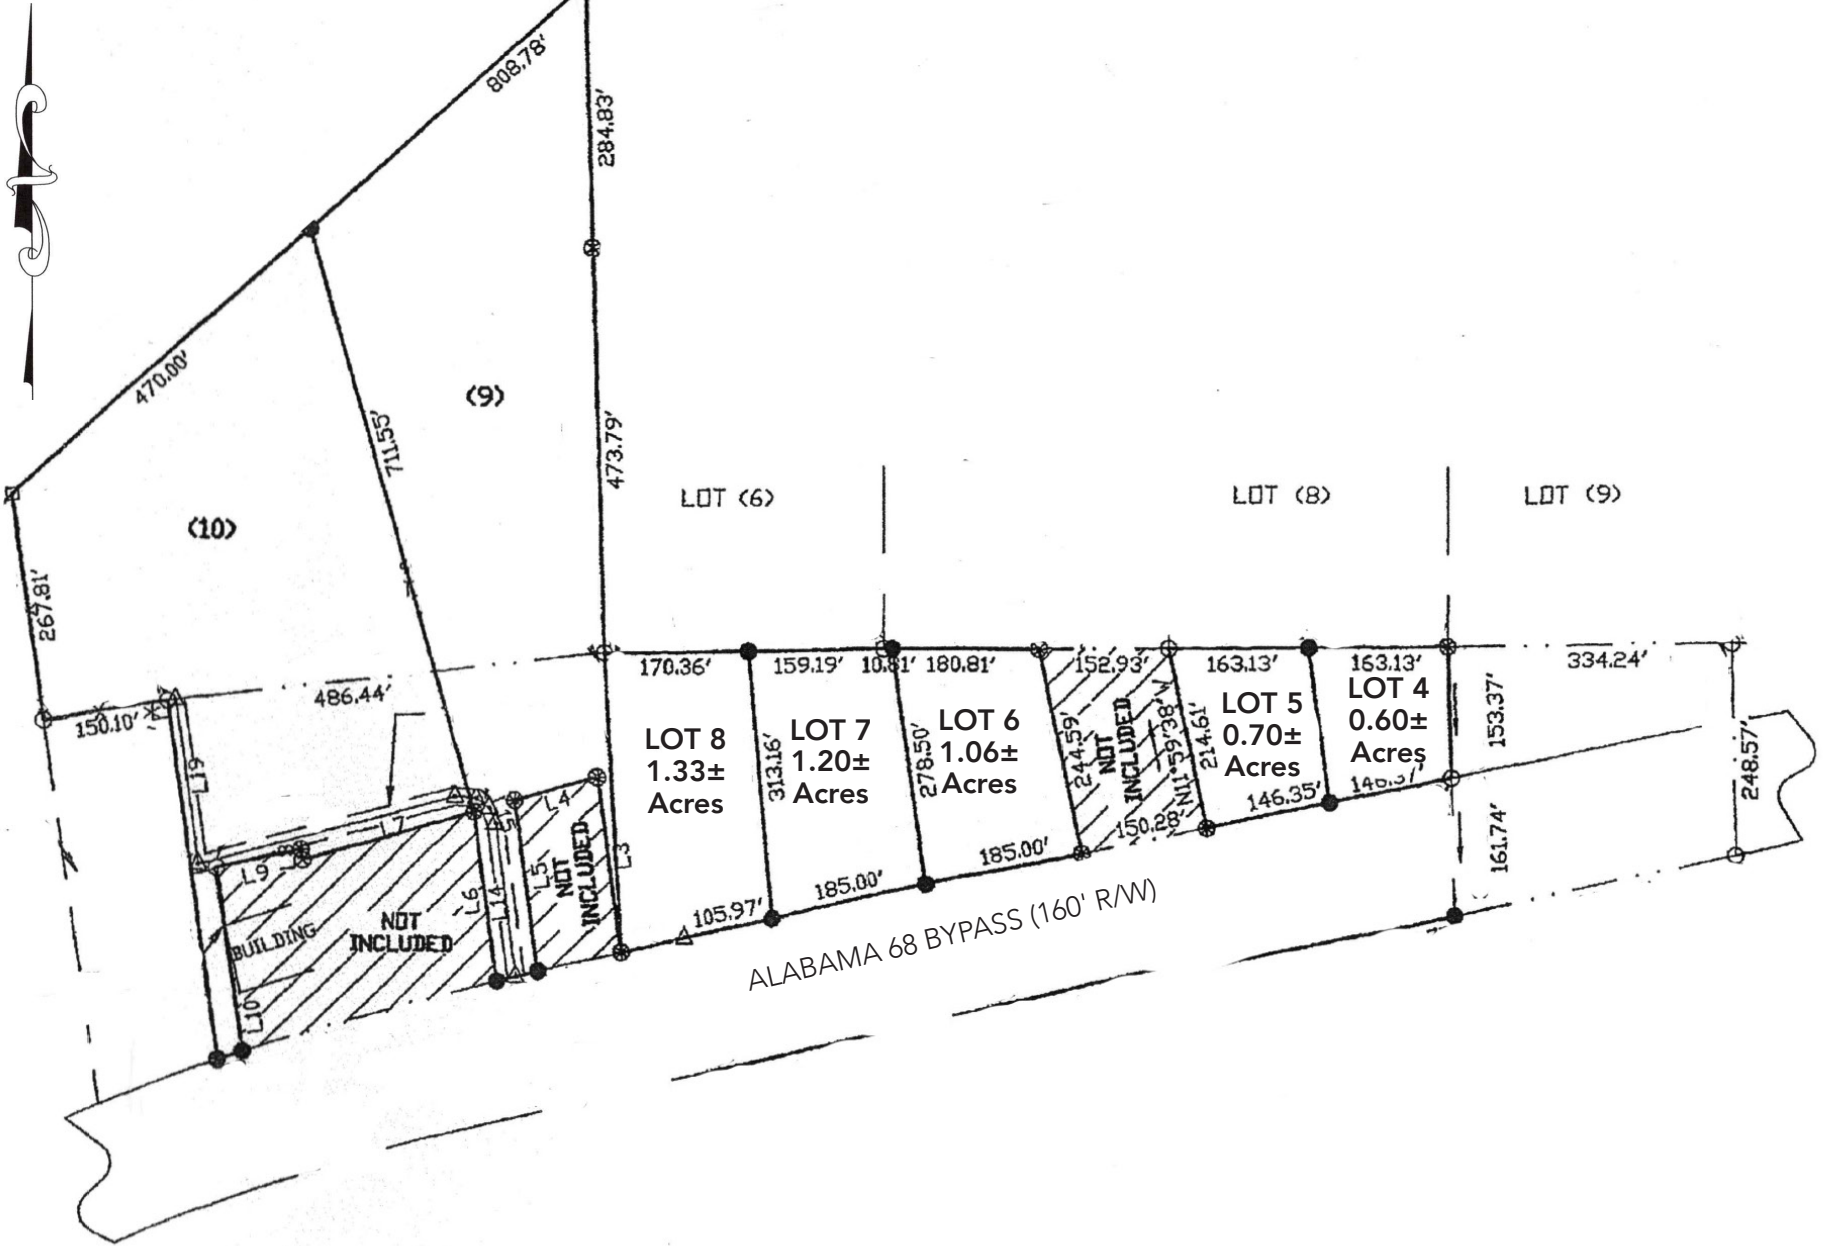 808.78'
284.83'
470.00'
(9)
711.55'
473.79'
LOT (6)
LOT (8)
LOT (9)
(10)
267.81'
170.36'
159.19'
10.81'
180.81'
152.93'
163.13'
163.13'
334.24'
486.44'
150.10'
LOT 8
1.33±
Acres
313.16'
LOT 7
1.20±
Acres
278.50'
LOT 6
1.06±
Acres
244.59'
NOT
INCLUDED
N11°59'38"W
214.61'
LOT 5
0.70±
Acres
LOT 4
0.60±
Acres
153.37'
248.57'
L19
L4
L7
L8
L9
L5
NOT
INCLUDED
L3
L6
L14
146.35'
150.28'
161.74'
185.00'
185.00'
105.97'
BUILDING
NOT
INCLUDED
L10
ALABAMA 68 BYPASS (160' R/W)